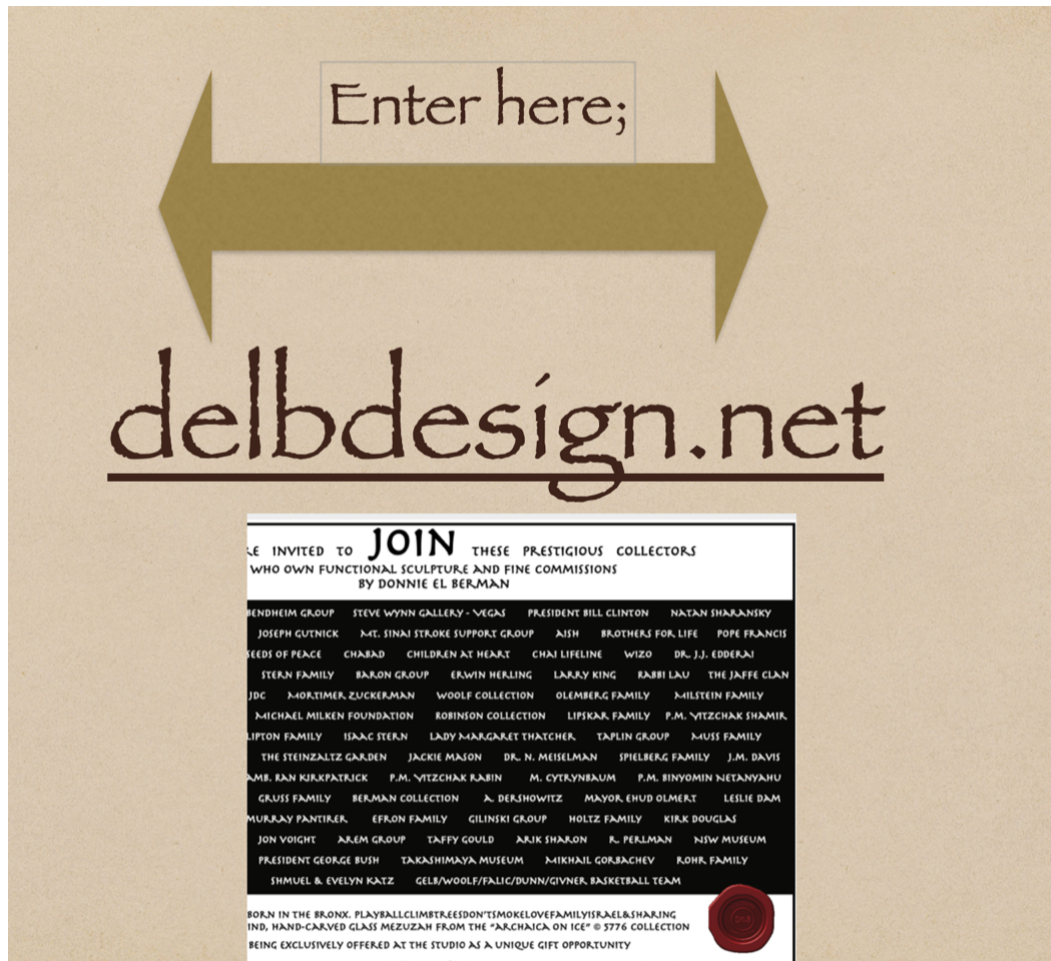 Enter here;
delbdesign.net
RE INVITED TO JOIN THESE PRESTIGIOUS COLLECTORS
WHO OWN FUNCTIONAL SCULPTURE AND FINE COMMISSIONS
BY DONNIE EL BERMAN
BENDHEIM GROUP STEVE WYNN GALLERY - VEGAS PRESIDENT BILL CLINTON NATAN SHARANSKY
JOSEPH GUTNICK MT. SINAI STROKE SUPPORT GROUP AISH BROTHERS FOR LIFE POPE FRANCIS
SEEDS OF PEACE CHABAD CHILDREN AT HEART CHAI LIFELINE WIZO DR. J.J. EDDERAI
STERN FAMILY BARON GROUP ERWIN HERLING LARRY KING RABBI LAU THE JAFFE CLAN
JDC MORTIMER ZUCKERMAN WOOLF COLLECTION OLEMBERG FAMILY MILSTEIN FAMILY
MICHAEL MILKEN FOUNDATION ROBINSON COLLECTION LIPSKAR FAMILY P.M. YITZCHAK SHAMIR
LIPTON FAMILY ISAAC STERN LADY MARGARET THATCHER TAPLIN GROUP MUSS FAMILY
THE STEINZALTZ GARDEN JACKIE MASON DR. N. MEISELMAN SPIELBERG FAMILY J.M. DAVIS
AMB. RAN KIRKPATRICK P.M. YITZCHAK RABIN M. CYTRYNBAUM P.M. BINYOMIN NETANYAHU
GRUSS FAMILY BERMAN COLLECTION A. DERSHOWITZ MAYOR EHUD OLMERT LESLIE DAM
MURRAY PANTIRER EFRON FAMILY GILINSKI GROUP HOLTZ FAMILY KIRK DOUGLAS
JON VOIGHT AREM GROUP TAFFY GOULD ARIK SHARON R. PERLMAN NSW MUSEUM
PRESIDENT GEORGE BUSH TAKASHIMAYA MUSEUM MIKHAIL GORBACHEV ROHR FAMILY
SHMUEL & EVELYN KATZ GELB/WOOLF/FALIC/DUNN/GIVNER BASKETBALL TEAM
BORN IN THE BRONX. PLAYBALLCLIMBTREESDON'TSMOKELOVEFAMILYISRAEL&SHARING
IND, HAND-CARVED GLASS MEZUZAH FROM THE "ARCHAICA ON ICE" © 5776 COLLECTION
BEING EXCLUSIVELY OFFERED AT THE STUDIO AS A UNIQUE GIFT OPPORTUNITY